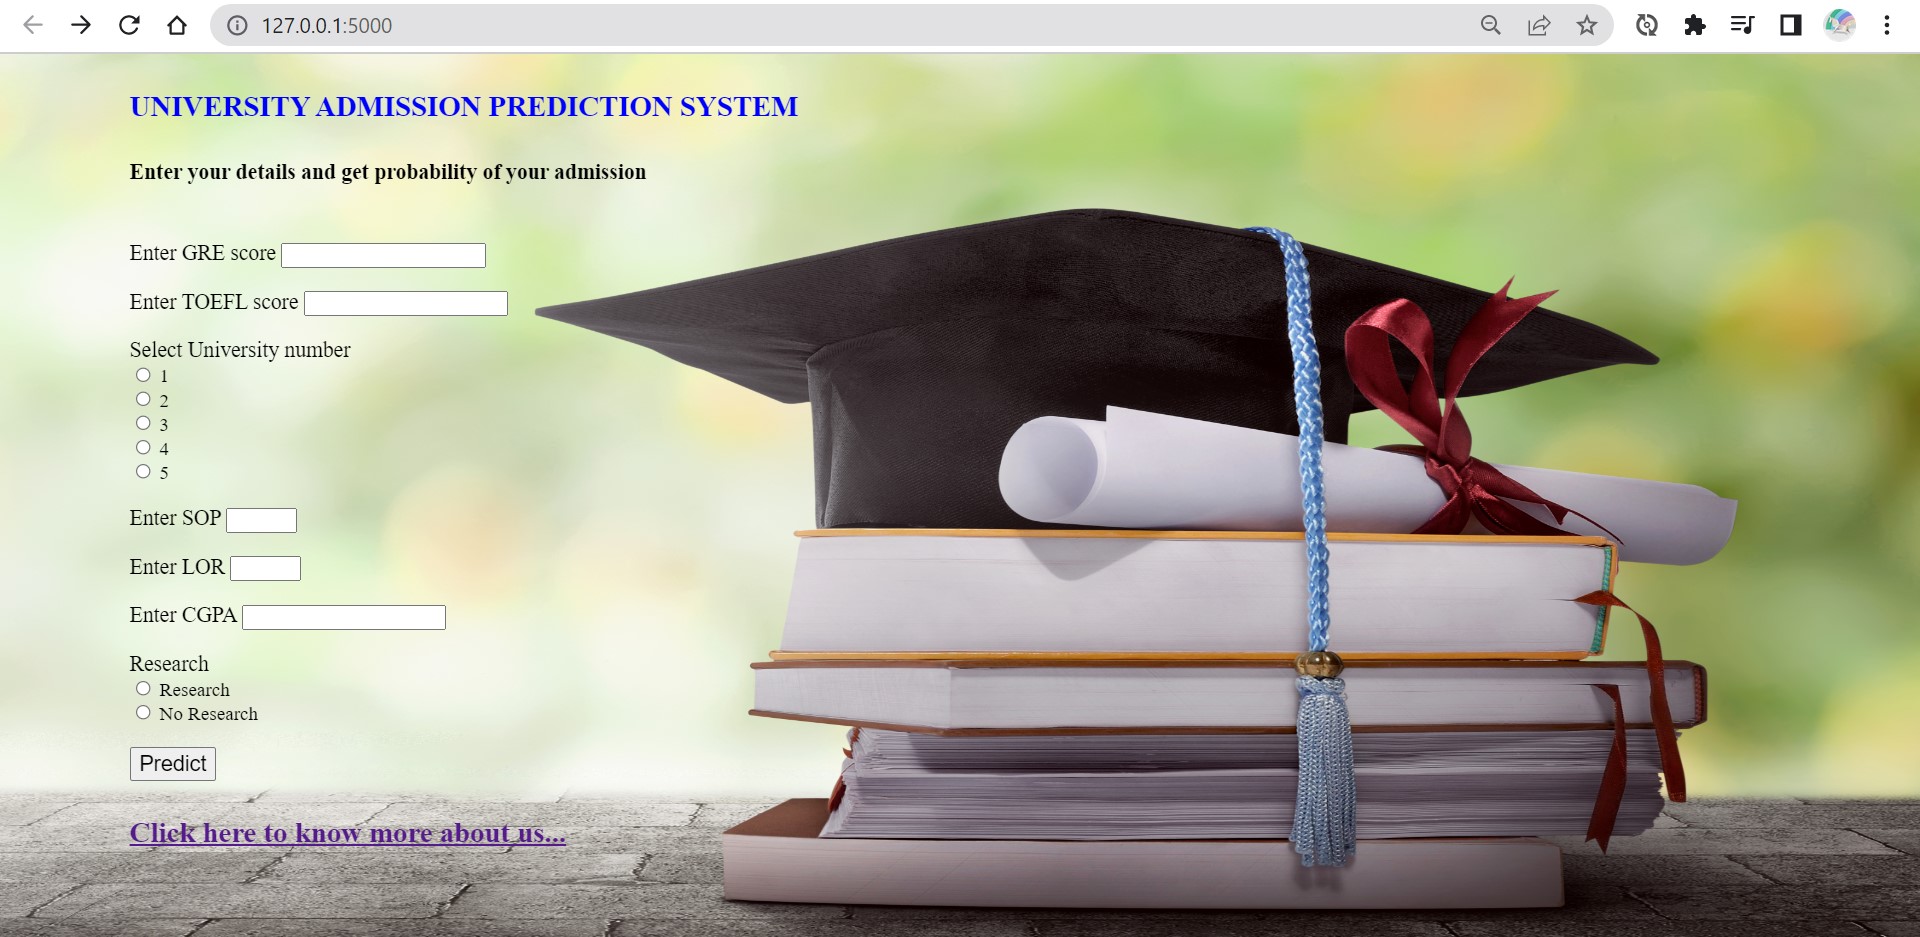 127.0.0.1:5000
UNIVERSITY ADMISSION PREDICTION SYSTEM
Enter your details and get probability of your admission
Enter GRE score
Enter TOEFL score
Select University number
1
2
3
4
5
Enter SOP
Enter LOR
Enter CGPA
Research
Research
No Research
Predict
Click here to know more about us...